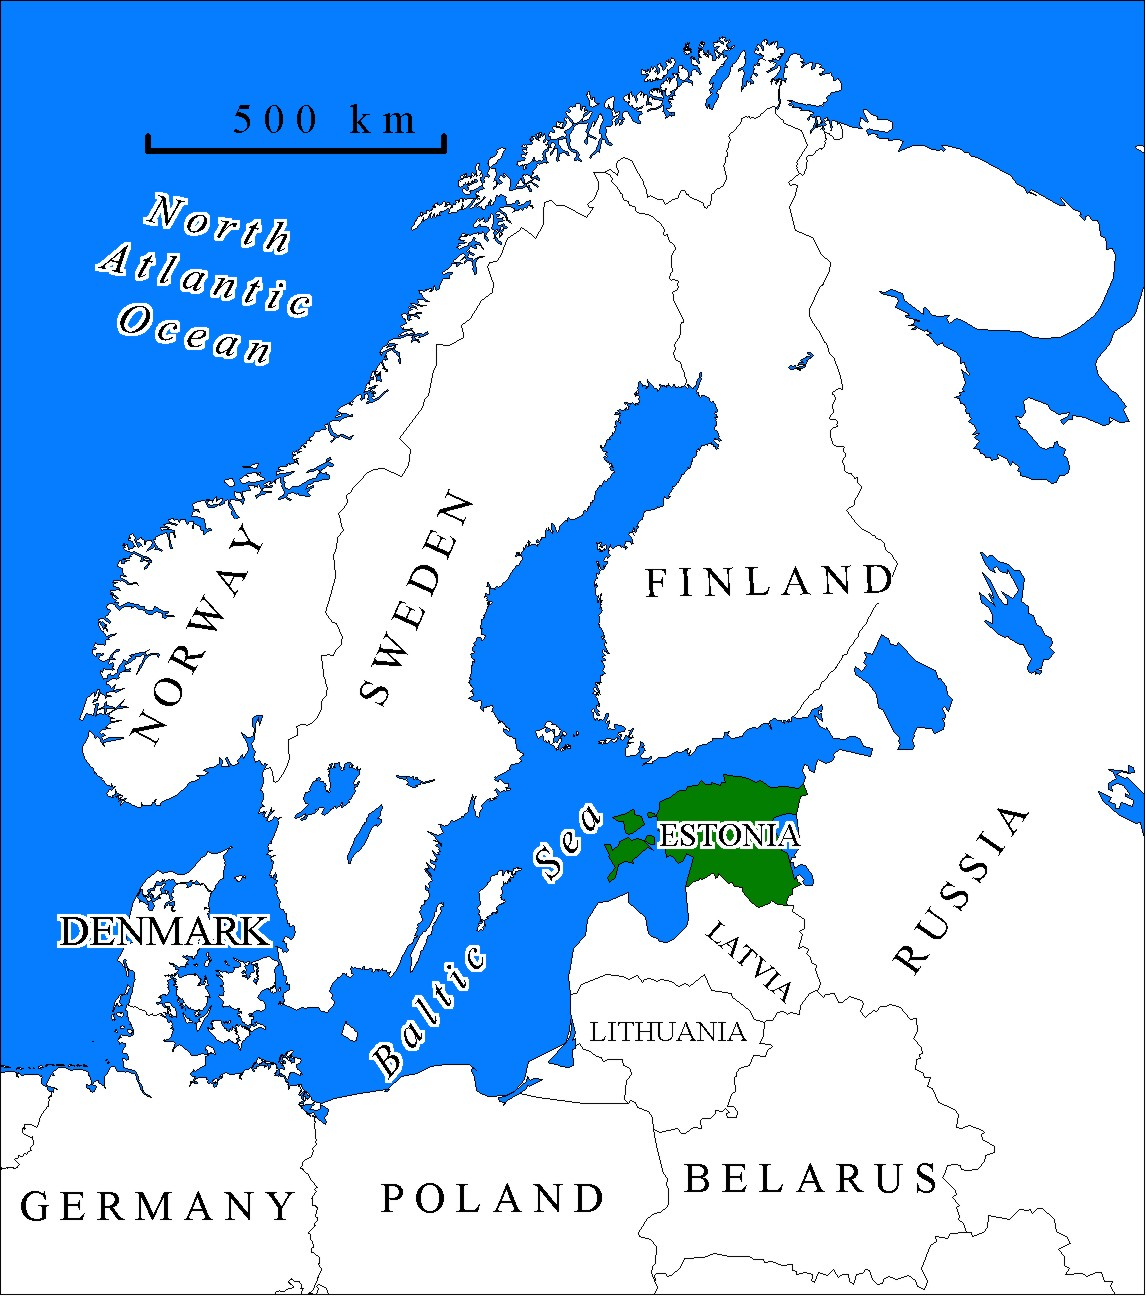 500 km
North
Atlantic
Ocean
NORWAY
SWEDEN
FINLAND
Baltic Sea
ESTONIA
RUSSIA
DENMARK
LATVIA
LITHUANIA
BELARUS
POLAND
GERMANY